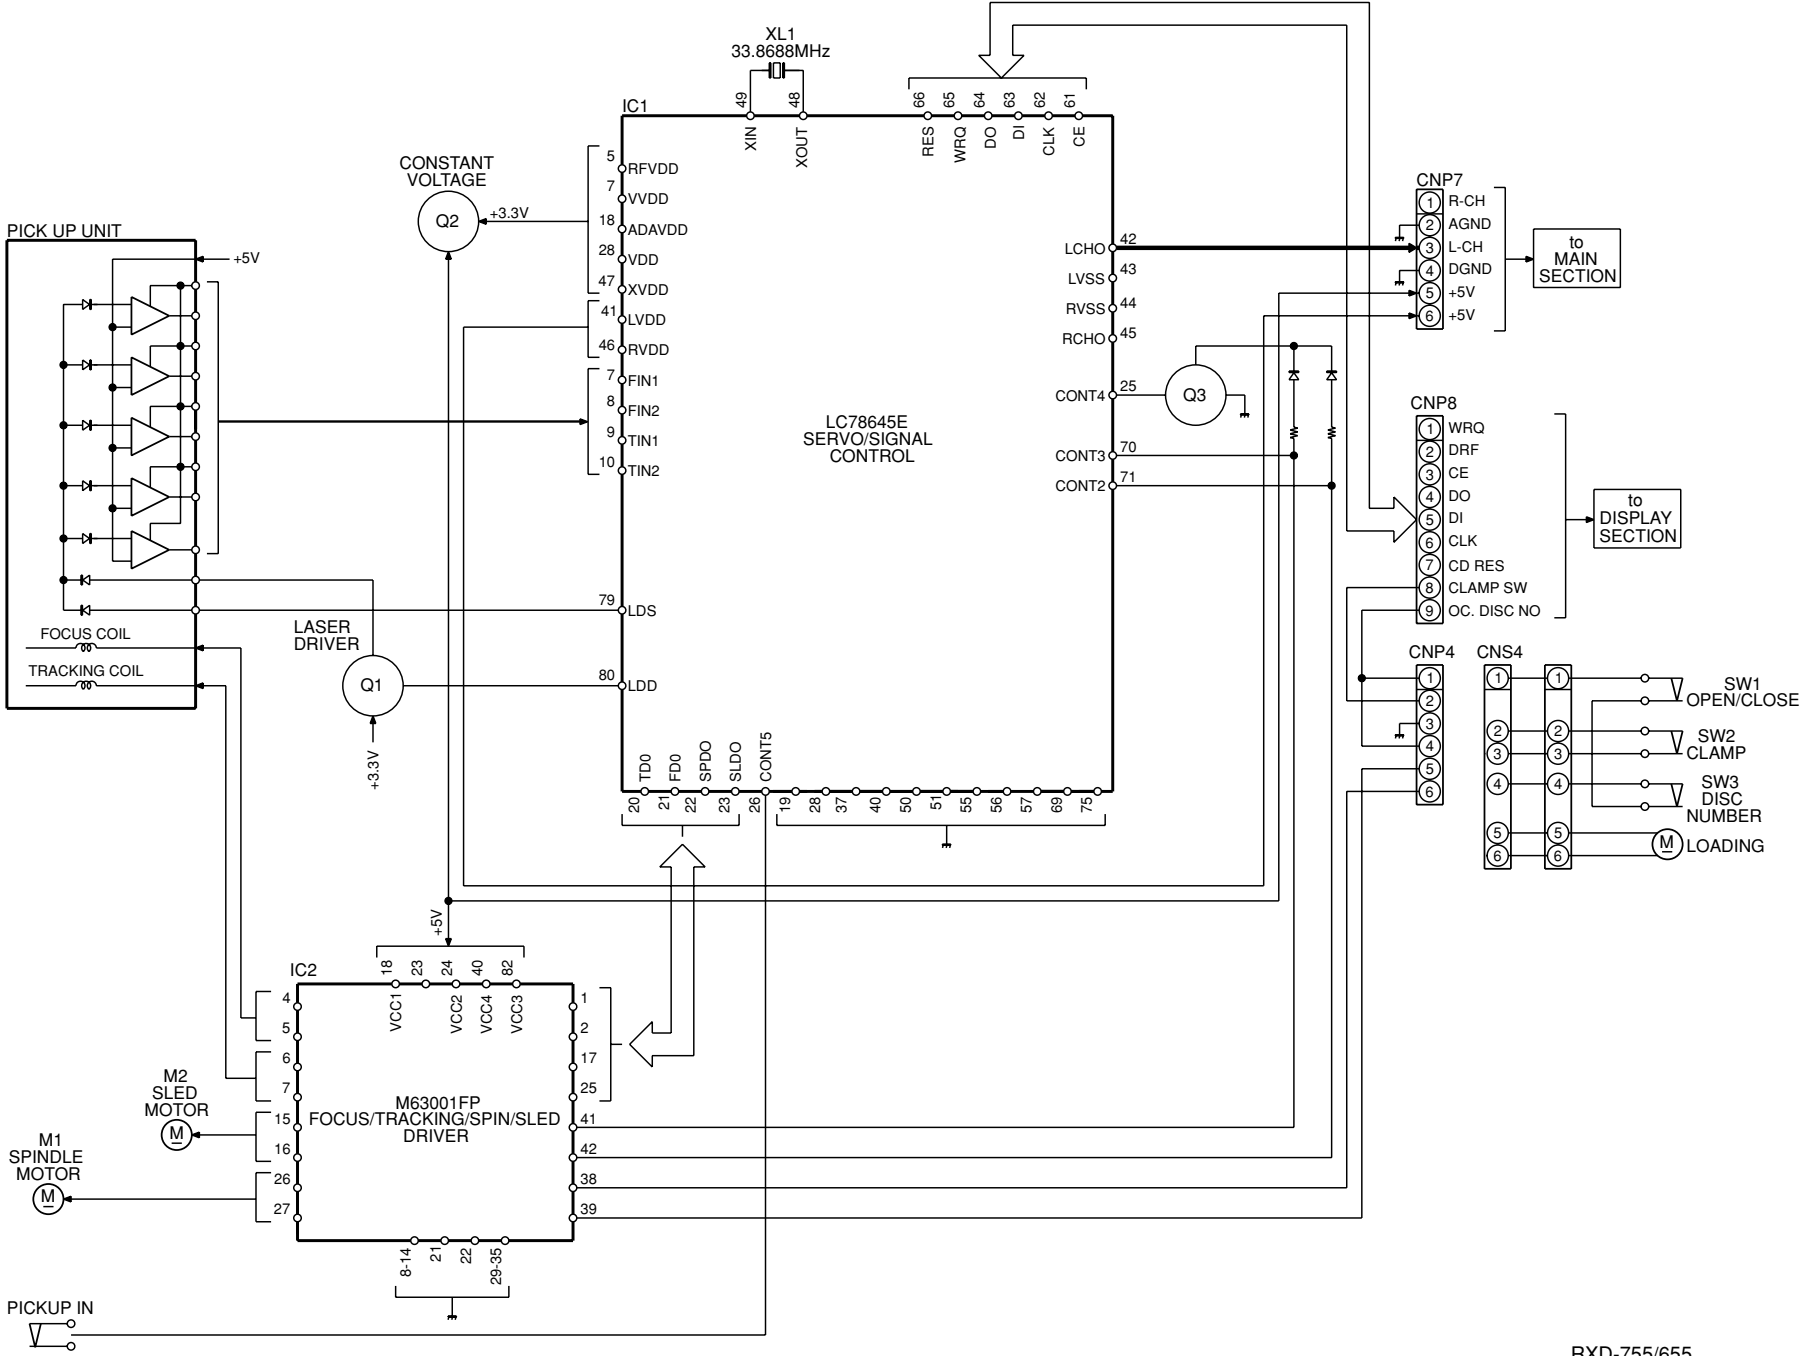 XL1
33.8688MHz
49
48
XIN
XOUT
66
65
64
63
62
61
RES
WRQ
DO
DI
CLK
CE
IC1
CONSTANT
VOLTAGE
Q2
+3.3V
5
RFVDD
7
VVDD
18
ADAVDD
28
VDD
47
XVDD
41
LVDD
46
RVDD
7
FIN1
8
FIN2
9
TIN1
10
TIN2
79
LDS
80
LDD
LC78645E
SERVO/SIGNAL
CONTROL
LCHO
42
LVSS
43
RVSS
44
RCHO
45
CONT4
25
CONT3
70
CONT2
71
Q3
PICK UP UNIT
+5V
FOCUS COIL
TRACKING COIL
LASER
DRIVER
Q1
+3.3V
TD0
FD0
SPDO
SLDO
CONT5
20
21
22
23
26
19
28
37
40
50
51
55
56
57
69
75
CNP7
1 R-CH
2 AGND
3 L-CH
4 DGND
5 +5V
6 +5V
to
MAIN
SECTION
CNP8
1 WRQ
2 DRF
3 CE
4 DO
5 DI
6 CLK
7 CD RES
8 CLAMP SW
9 OC. DISC NO
to
DISPLAY
SECTION
CNP4
1
2
3
4
5
6
CNS4
1 1
2 2
3 3
4 4
5 5
6 6
SW1
OPEN/CLOSE
SW2
CLAMP
SW3
DISC
NUMBER
M LOADING
+5V
IC2
18
23
24
40
82
VCC1
VCC2
VCC4
VCC3
4
5
6
7
15
16
26
27
1
2
17
25
41
42
38
39
M63001FP
FOCUS/TRACKING/SPIN/SLED
DRIVER
8-14
21
22
29-35
M2
SLED
MOTOR
M
M1
SPINDLE
MOTOR
M
PICKUP IN
RXD-755/655